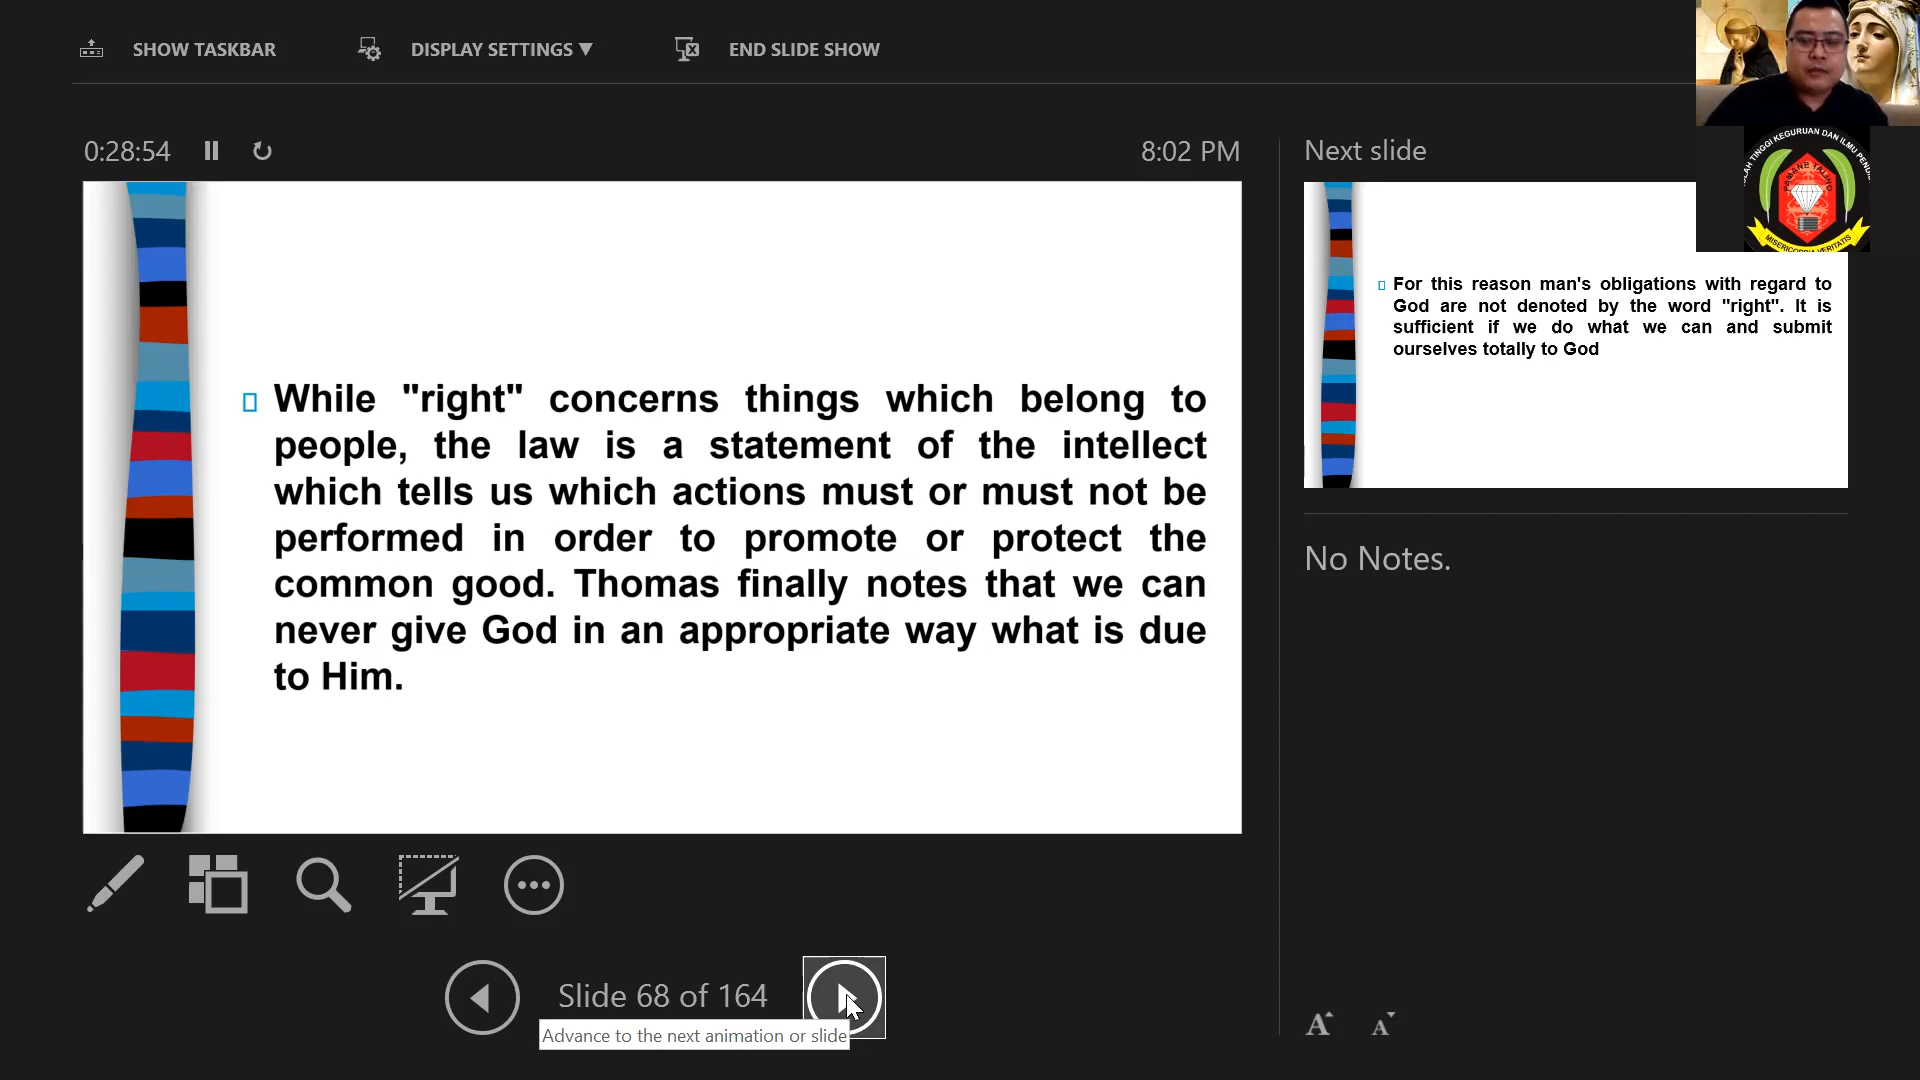 SHOW TASKBAR
DISPLAY SETTINGS ▼
END SLIDE SHOW
0:28:54
8:02 PM
Next slide
While "right" concerns things which belong to
people, the law is a statement of the intellect
which tells us which actions must or must not be
performed in order to promote or protect the
common good. Thomas finally notes that we can
never give God in an appropriate way what is due
to Him.
KEGURUAN DAN ILMU
MISERICORDIA VERITATIS
For this reason man's obligations with regard to
God are not denoted by the word "right". It is
sufficient if we do what we can and submit
ourselves totally to God
No Notes.
Slide 68 of 164
Advance to the next animation or slide
A
A